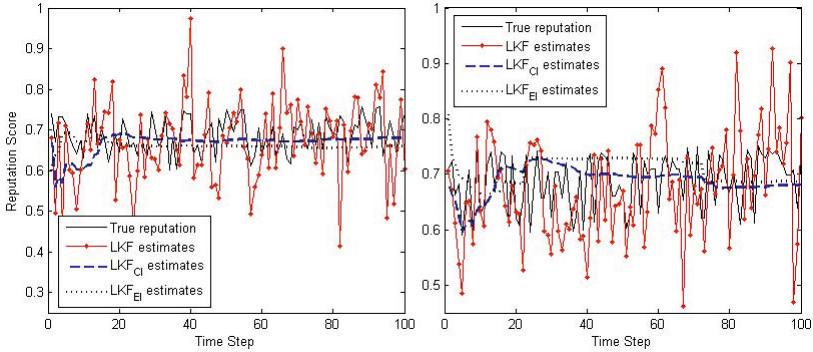 1
0.9
0.8
0.7
0.6
0.5
0.4
0.3
Reputation Score
True reputation
LKF estimates
LKF_CI estimates
LKF_EI estimates
0 20 40 60 80 100
Time Step
1
0.9
0.8
0.7
0.6
0.5
True reputation
LKF estimates
LKF_CI estimates
LKF_EI estimates
0 20 40 60 80 100
Time Step